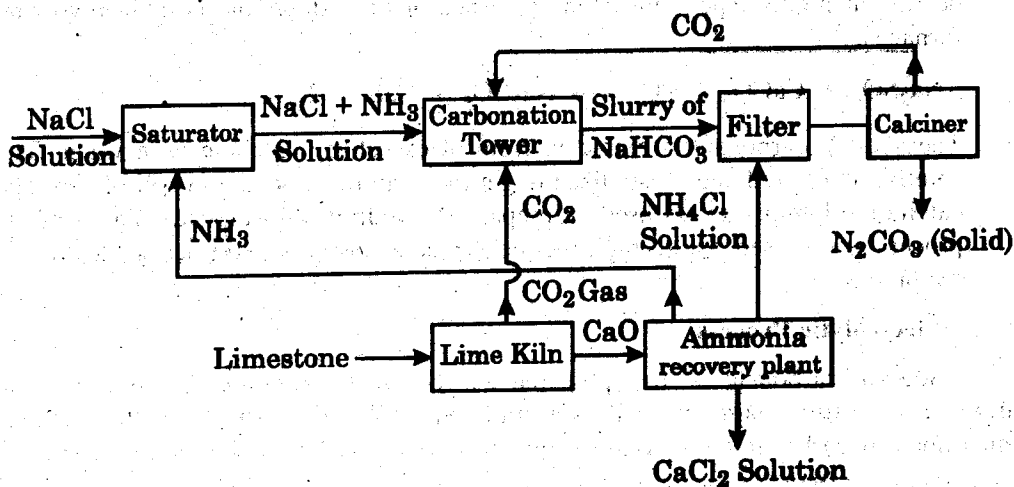 CO₂
NaCl
Solution
Saturator
NaCl + NH₃
Solution
Carbonation
Tower
Slurry of
NaHCO₃
Filter
Calciner
NH₃
CO₂
NH₄Cl
Solution
N₂CO₃ (Solid)
CO₂ Gas
Limestone
Lime Kiln
CaO
Ammonia
recovery plant
CaCl₂ Solution